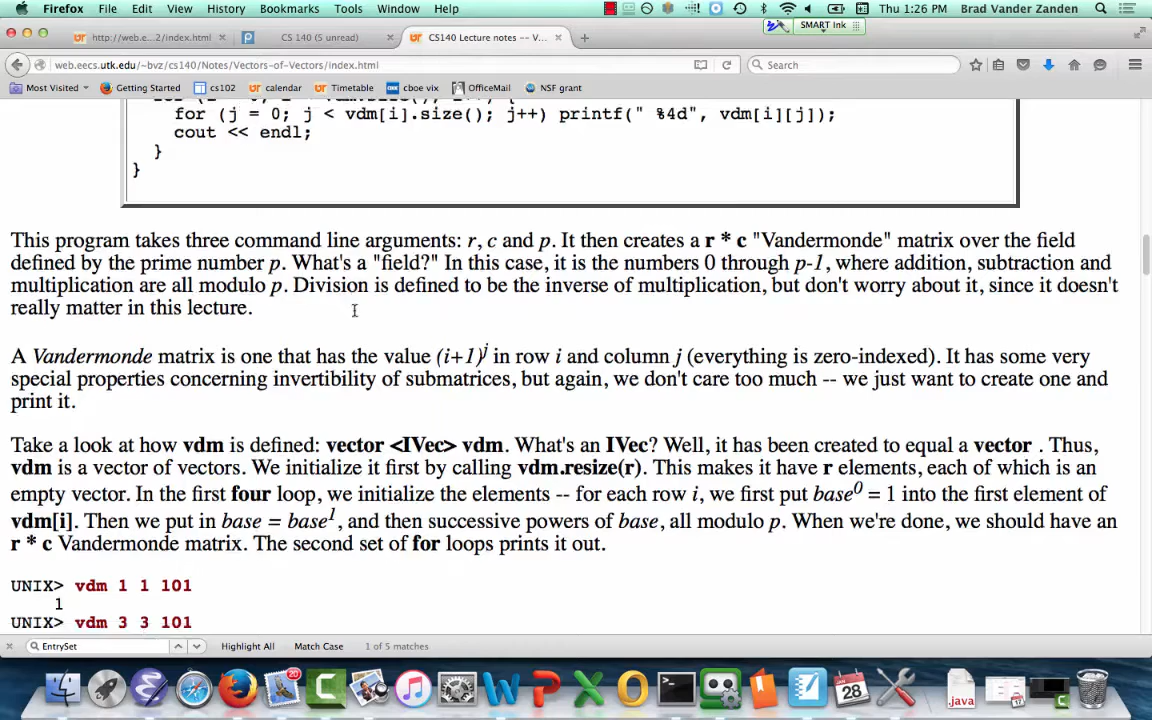 Firefox File Edit View History Bookmarks Tools Window Help Thu 1:26 PM Brad Vander Zanden
SMART Ink
http://web.e...2/index.html × CS 140 (5 unread) × CS140 Lecture notes -- V... × +
web.eecs.utk.edu/~bvz/cs140/Notes/Vectors-of-Vectors/index.html Search
Most Visited Getting Started cs102 calendar Timetable cboe vix OfficeMail NSF grant
for (j = 0; j < vdm[i].size(); j++) printf(" %4d", vdm[i][j]);
cout << endl;
}
}
This program takes three command line arguments: r, c and p. It then creates a r * c "Vandermonde" matrix over the field
defined by the prime number p. What's a "field?" In this case, it is the numbers 0 through p-1, where addition, subtraction and
multiplication are all modulo p. Division is defined to be the inverse of multiplication, but don't worry about it, since it doesn't
really matter in this lecture.
A Vandermonde matrix is one that has the value (i+1)^j in row i and column j (everything is zero-indexed). It has some very
special properties concerning invertibility of submatrices, but again, we don't care too much -- we just want to create one and
print it.
Take a look at how vdm is defined: vector <IVec> vdm. What's an IVec? Well, it has been created to equal a vector . Thus,
vdm is a vector of vectors. We initialize it first by calling vdm.resize(r). This makes it have r elements, each of which is an
empty vector. In the first four loop, we initialize the elements -- for each row i, we first put base^0 = 1 into the first element of
vdm[i]. Then we put in base = base^1, and then successive powers of base, all modulo p. When we're done, we should have an
r * c Vandermonde matrix. The second set of for loops prints it out.
UNIX> vdm 1 1 101
1
UNIX> vdm 3 3 101
× EntrySet Highlight All Match Case 1 of 5 matches
20
28
.java
17